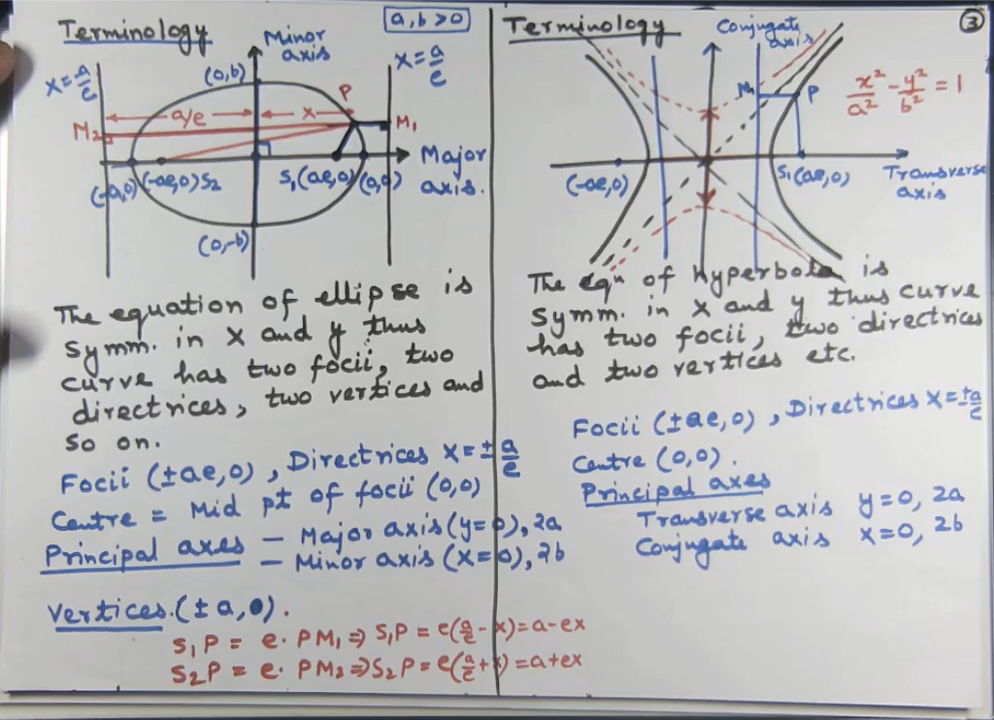 Terminology
a, b > 0
Minor axis
x = a/e
x = a/e
(0, b)
P
a/e
x
M2
M1
Major axis.
(-a, 0)
(-ae, 0) S2
S1 (ae, 0)
(a, 0)
(0, -b)
The equation of ellipse is
symm. in x and y thus
curve has two focii, two
directrices, two vertices and
so on.
Focii (±ae, 0), Directrices x = ± a/e
Centre = Mid pt of focii (0, 0)
Principal axes - Major axis (y = 0), 2a
- Minor axis (x = 0), 2b
Vertices. (± a, 0).
S1P = e. PM1 ⇒ S1P = e(a/e - x) = a - ex
S2P = e. PM2 ⇒ S2P = e(a/e + x) = a + ex
Terminology
Conjugate axis
3
M
P
x²/a² - y²/b² = 1
(-ae, 0)
S1 (ae, 0)
Transverse axis
The eqn of hyperbola is
symm. in x and y thus curve
has two focii, two directrices
and two vertices etc.
Focii (±ae, 0), Directrices x = ± a/e
Centre (0, 0).
Principal axes
Transverse axis y = 0, 2a
Conjugate axis x = 0, 2b